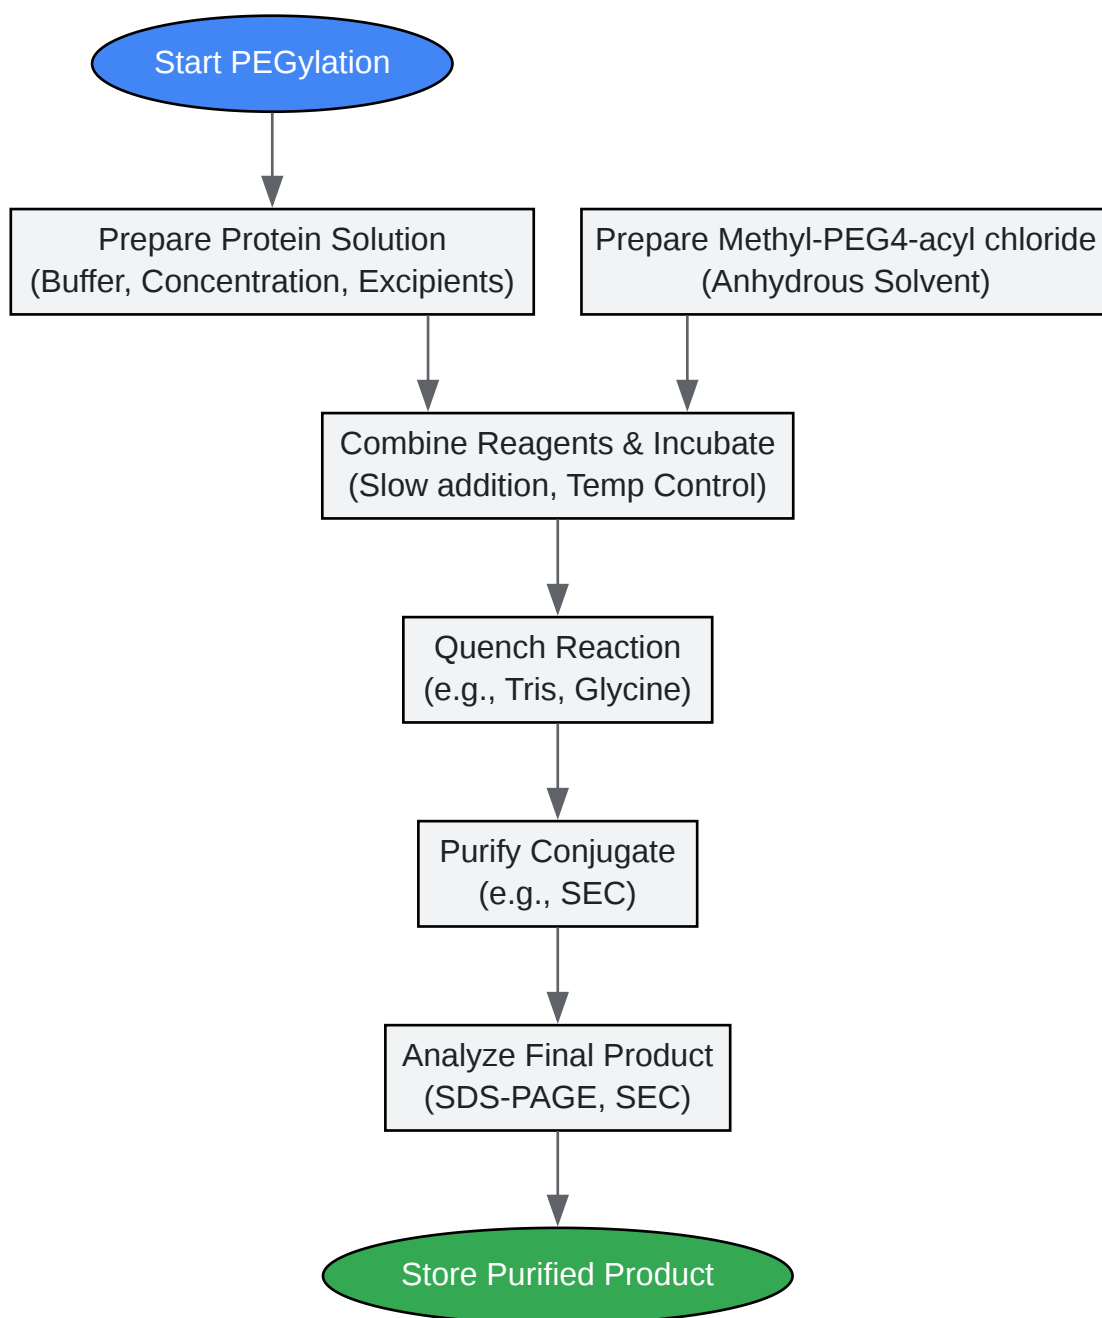 Start PEGylation
Prepare Protein Solution
(Buffer, Concentration, Excipients)
Prepare Methyl-PEG4-acyl chloride
(Anhydrous Solvent)
Combine Reagents & Incubate
(Slow addition, Temp Control)
Quench Reaction
(e.g., Tris, Glycine)
Purify Conjugate
(e.g., SEC)
Analyze Final Product
(SDS-PAGE, SEC)
Store Purified Product